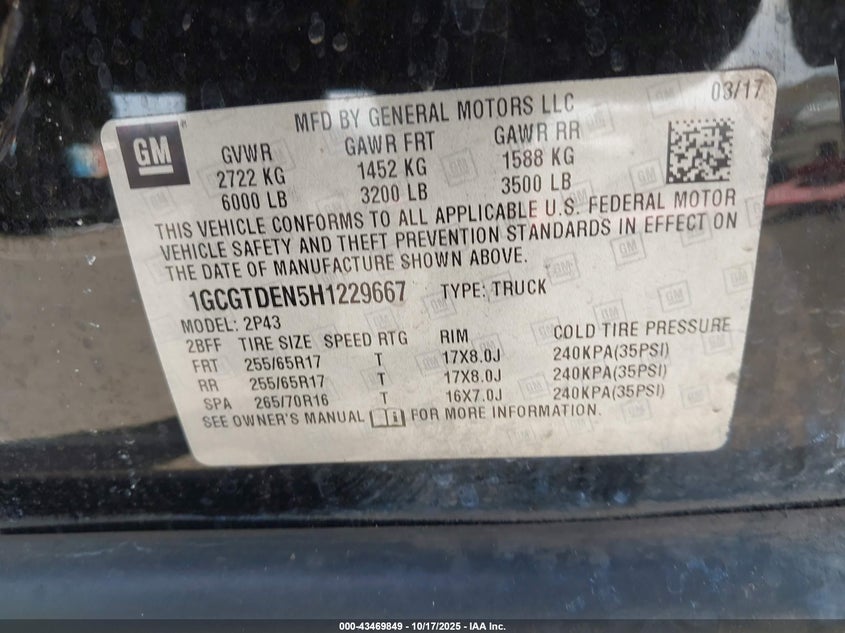 MFD BY GENERAL MOTORS LLC
03/17
GM
GVWR GAWR FRT GAWR RR
2722 KG 1452 KG 1588 KG
6000 LB 3200 LB 3500 LB
THIS VEHICLE CONFORMS TO ALL APPLICABLE U.S. FEDERAL MOTOR
VEHICLE SAFETY AND THEFT PREVENTION STANDARDS IN EFFECT ON
THE DATE OF MANUFACTURE SHOWN ABOVE.
1GCGTDEN5H1229667 TYPE: TRUCK
MODEL: 2P43
2BFF TIRE SIZE SPEED RTG RIM COLD TIRE PRESSURE
FRT 255/65R17 T 17X8.0J 240KPA(35PSI)
RR 255/65R17 T 17X8.0J 240KPA(35PSI)
SPA 265/70R16 T 16X7.0J 240KPA(35PSI)
SEE OWNER'S MANUAL FOR MORE INFORMATION.
000-43469849 - 10/17/2025 - IAA Inc.